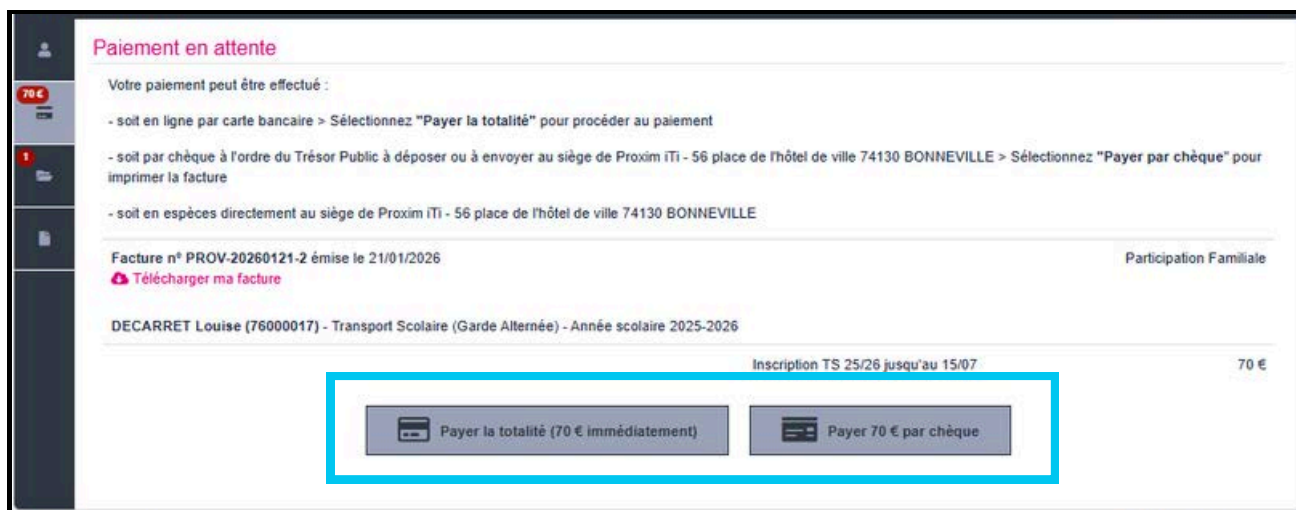 Paiement en attente
Votre paiement peut être effectué :
70 €
- soit en ligne par carte bancaire > Sélectionnez "Payer la totalité" pour procéder au paiement
1
- soit par chèque à l'ordre du Trésor Public à déposer ou à envoyer au siège de Proxim iTi - 56 place de l'hôtel de ville 74130 BONNEVILLE > Sélectionnez "Payer par chèque" pour
imprimer la facture
- soit en espèces directement au siège de Proxim iTi - 56 place de l'hôtel de ville 74130 BONNEVILLE
Facture n° PROV-20260121-2 émise le 21/01/2026 Participation Familiale
Télécharger ma facture
DECARRET Louise (76000017) - Transport Scolaire (Garde Alternée) - Année scolaire 2025-2026
Inscription TS 25/26 jusqu'au 15/07 70 €
Payer la totalité (70 € immédiatement) Payer 70 € par chèque